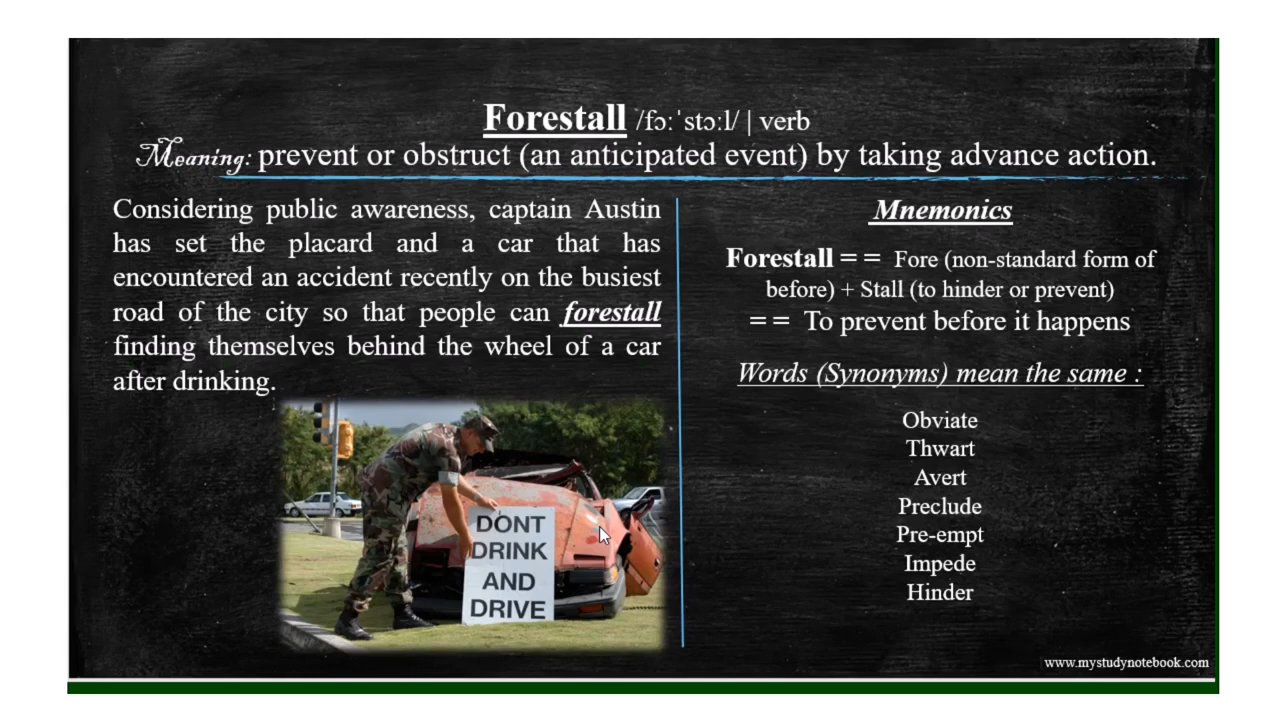 Forestall /fɔːˈstɔːl/ | verb
Meaning: prevent or obstruct (an anticipated event) by taking advance action.
Considering public awareness, captain Austin
has set the placard and a car that has
encountered an accident recently on the busiest
road of the city so that people can forestall
finding themselves behind the wheel of a car
after drinking.
DONT
DRINK
AND
DRIVE
Mnemonics
Forestall = = Fore (non-standard form of
before) + Stall (to hinder or prevent)
= = To prevent before it happens
Words (Synonyms) mean the same :
Obviate
Thwart
Avert
Preclude
Pre-empt
Impede
Hinder
www.mystudynotebook.com